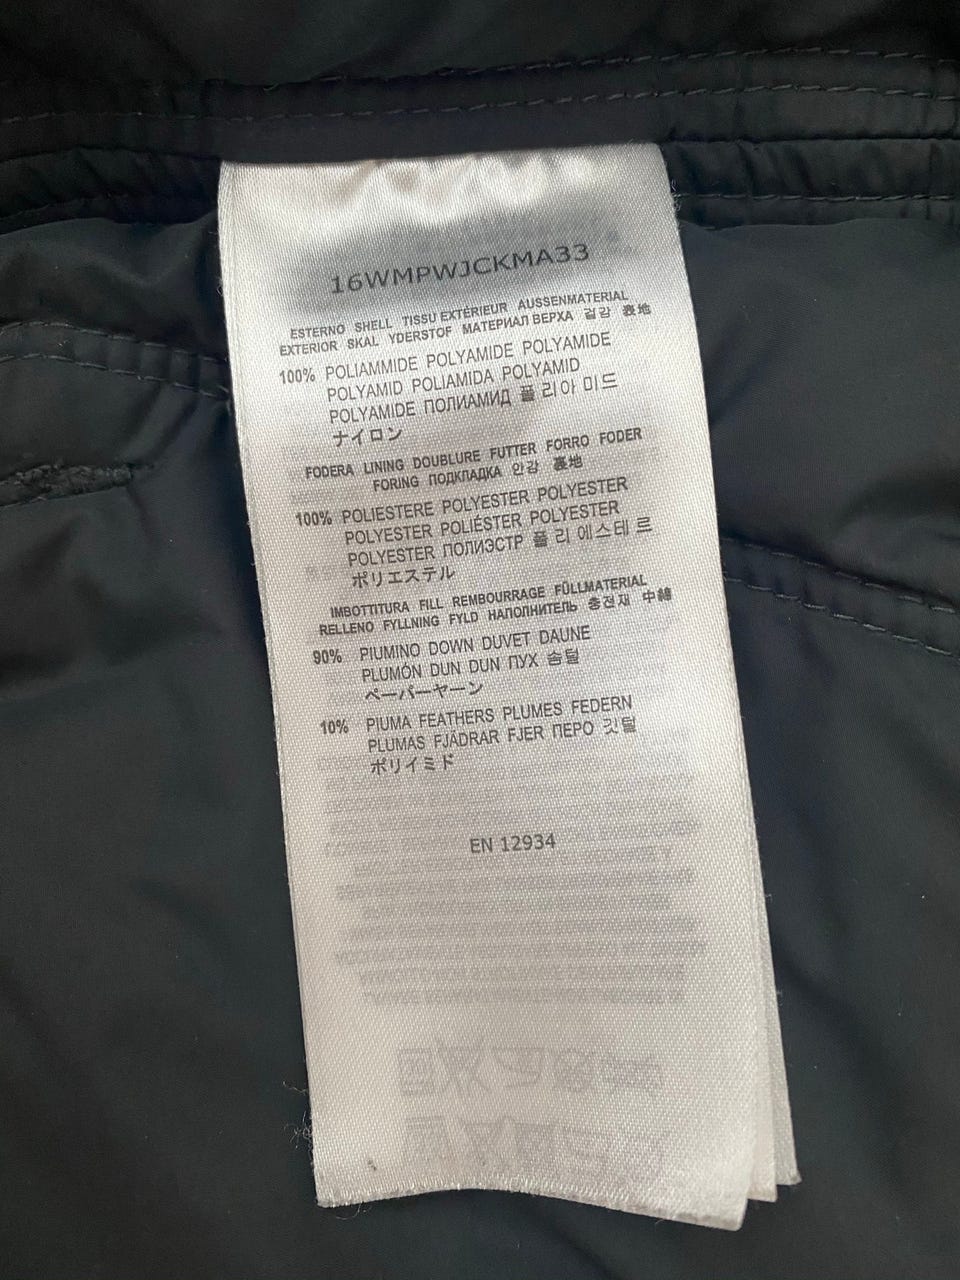 16WMPWJCKMA33
ESTERNO SHELL TISSU EXTÉRIEUR AUSSENMATERIAL
EXTERIOR SKAL YDERSTOF МАТЕРИАЛ ВЕРХА 겉감 表地
100% POLIAMMIDE POLYAMIDE POLYAMIDE
POLYAMID POLIAMIDA POLYAMID
POLYAMIDE ПОЛИАМИД 폴리아미드
ナイロン
FODERA LINING DOUBLURE FUTTER FORRO FODER
FORING ПОДКЛАДКА 안감 裏地
100% POLIESTERE POLYESTER POLYESTER
POLYESTER POLIÉSTER POLYESTER
POLYESTER ПОЛИЭСТР 폴리에스테르
ポリエステル
IMBOTTITURA FILL REMBOURRAGE FÜLLMATERIAL
RELLENO FYLLNING FYLD НАПОЛНИТЕЛЬ 충전재 中綿
90% PIUMINO DOWN DUVET DAUNE
PLUMÓN DUN DUN ПУХ 솜털
ペーパーヤーン
10% PIUMA FEATHERS PLUMES FEDERN
PLUMAS FJÄDRAR FJER ПЕРО 깃털
ポリイミド
EN 12934